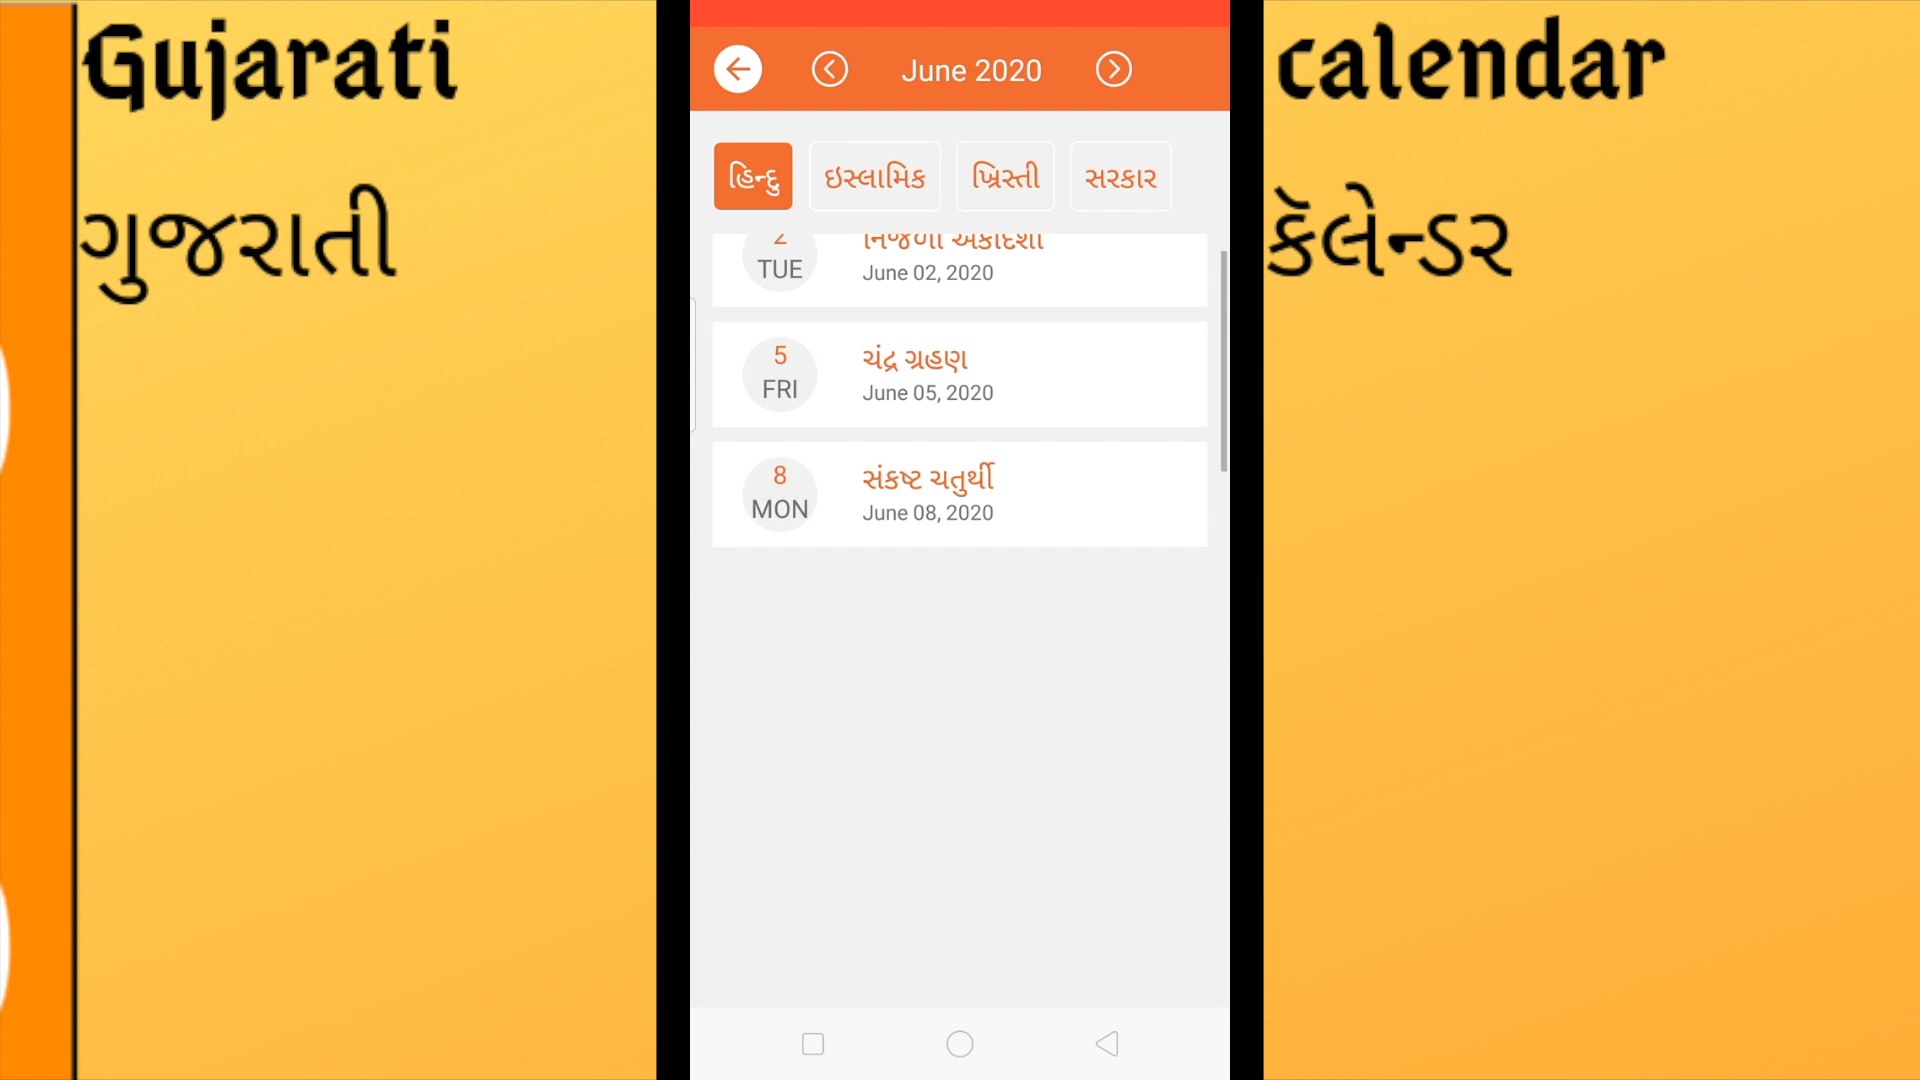 Gujarati
calendar
ગુજરાતી
કૅલેન્ડર
June 2020
હિન્દુ
ઇસ્લામિક
ખ્રિસ્તી
સરકાર
2
TUE
June 02, 2020
5
FRI
ચંદ્ર ગ્રહણ
June 05, 2020
8
MON
સંકષ્ટ ચતુર્થી
June 08, 2020